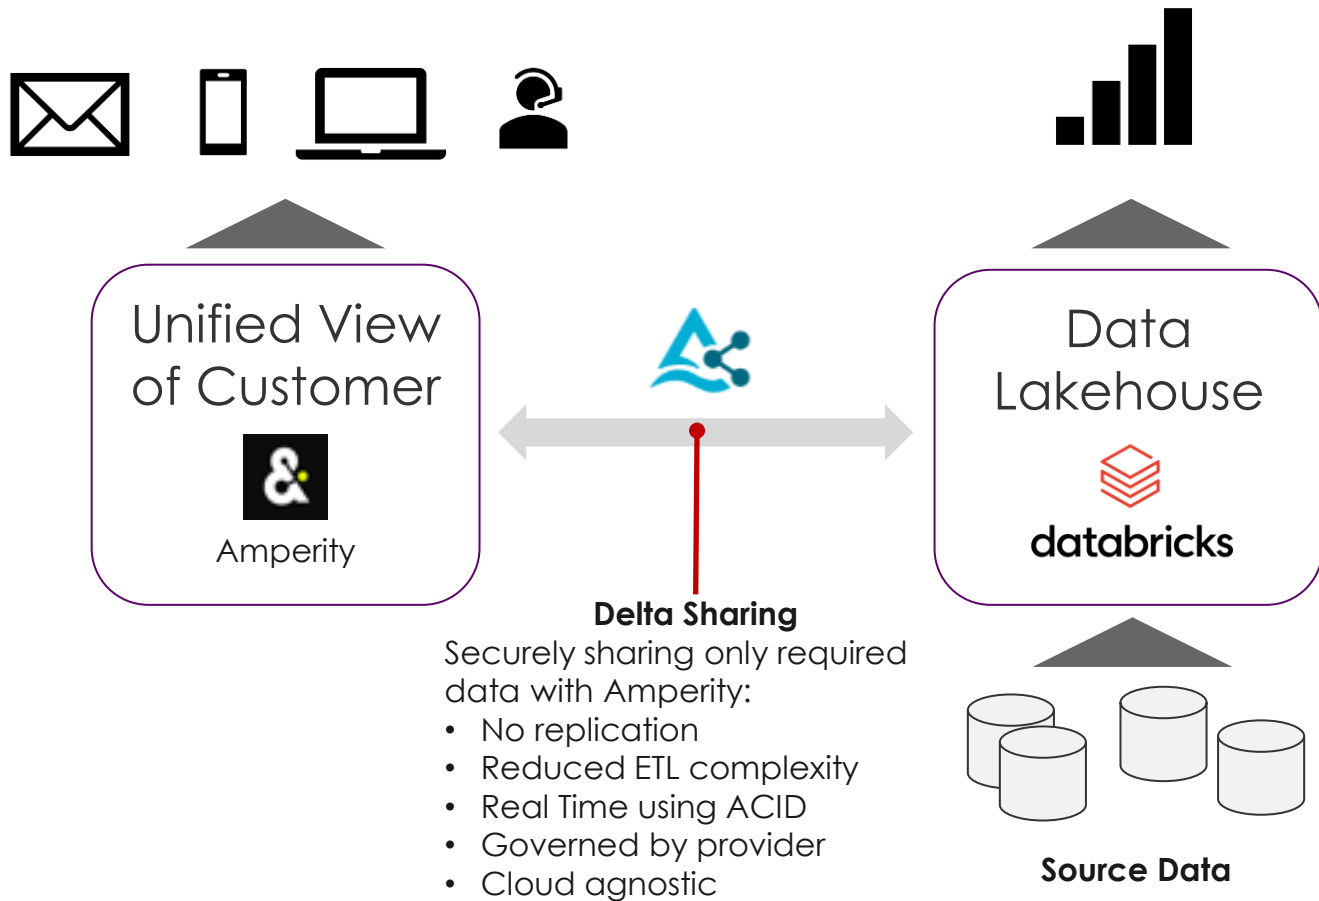 Unified View
of Customer
&
Amperity
Data
Lakehouse
databricks
Delta Sharing
Securely sharing only required
data with Amperity:
• No replication
• Reduced ETL complexity
• Real Time using ACID
• Governed by provider
• Cloud agnostic
Source Data